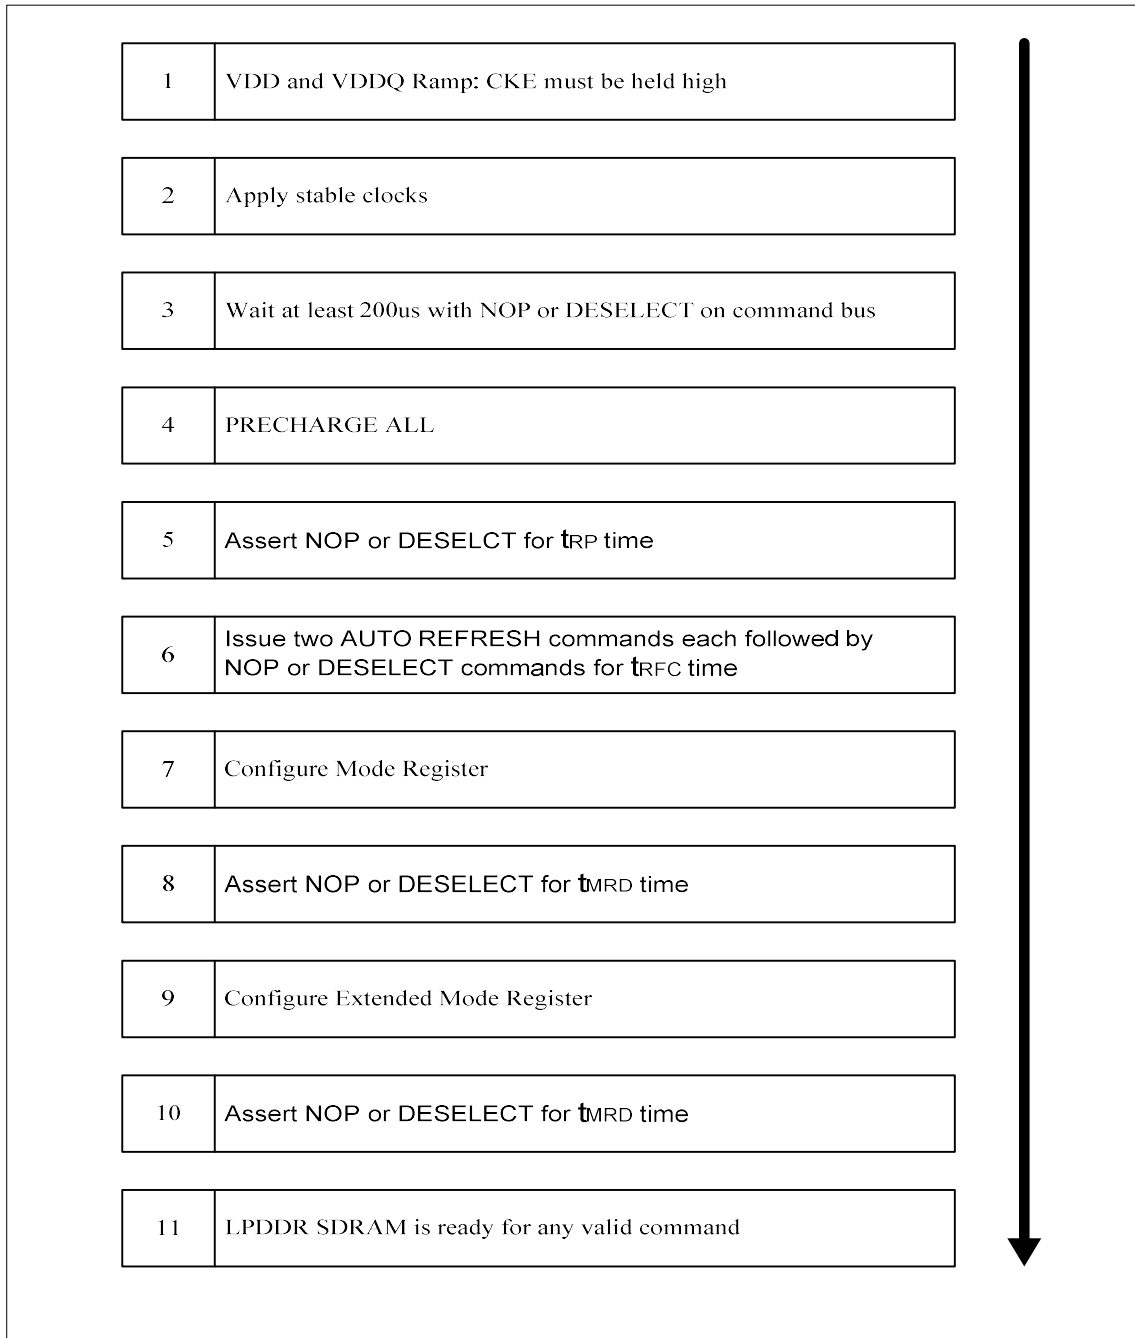 1 VDD and VDDQ Ramp: CKE must be held high
2 Apply stable clocks
3 Wait at least 200us with NOP or DESELECT on command bus
4 PRECHARGE ALL
5 Assert NOP or DESELCT for tRP time
6 Issue two AUTO REFRESH commands each followed by
NOP or DESELECT commands for tRFC time
7 Configure Mode Register
8 Assert NOP or DESELECT for tMRD time
9 Configure Extended Mode Register
10 Assert NOP or DESELECT for tMRD time
11 LPDDR SDRAM is ready for any valid command